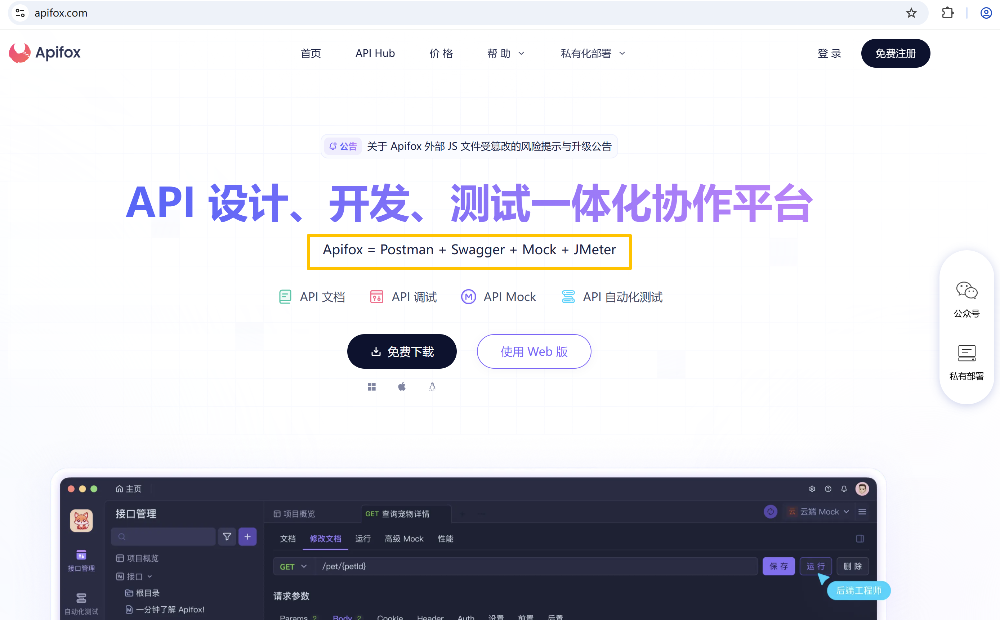 apifox.com
Apifox
首页 API Hub 价 格 帮 助 私有化部署 登 录 免费注册
公告 关于 Apifox 外部 JS 文件受篡改的风险提示与升级公告
API 设计、开发、测试一体化协作平台
Apifox = Postman + Swagger + Mock + JMeter
API 文档 API 调试 API Mock API 自动化测试
免费下载 使用 Web 版
公众号
私有部署
主页
接口管理
项目概览 GET 查询宠物详情 云 云端 Mock
文档 修改文档 运行 高级 Mock 性能
项目概览
接口管理
GET /pet/{petId} 保 存 运 行 删 除
接口
后端工程师
根目录
请求参数
一分钟了解 Apifox!
自动化测试
Params 2 Body 2 Cookie Header Auth 设置 前置 后置